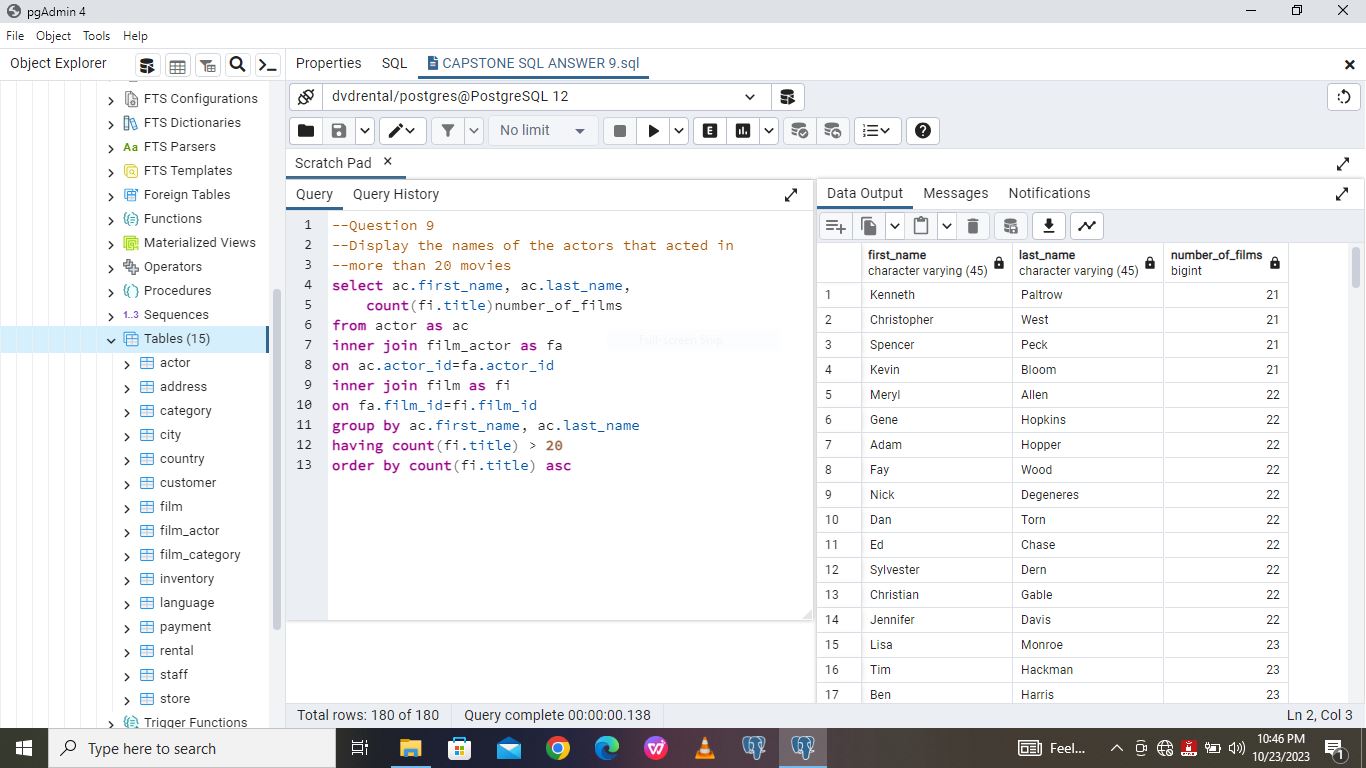 pgAdmin 4
File Object Tools Help
Object Explorer
Properties SQL CAPSTONE SQL ANSWER 9.sql
FTS Configurations
FTS Dictionaries
Aa FTS Parsers
FTS Templates
Foreign Tables
Functions
Materialized Views
Operators
Procedures
1..3 Sequences
Tables (15)
actor
address
category
city
country
customer
film
film_actor
film_category
inventory
language
payment
rental
staff
store
Trigger Functions
dvdrental/postgres@PostgreSQL 12
No limit
E
Scratch Pad
Query Query History
1 --Question 9
2 --Display the names of the actors that acted in
3 --more than 20 movies
4 select ac.first_name, ac.last_name,
5 count(fi.title)number_of_films
6 from actor as ac
7 inner join film_actor as fa
8 on ac.actor_id=fa.actor_id
9 inner join film as fi
10 on fa.film_id=fi.film_id
11 group by ac.first_name, ac.last_name
12 having count(fi.title) > 20
13 order by count(fi.title) asc
Full-screen Snip
Data Output Messages Notifications
first_name last_name number_of_films
character varying (45) character varying (45) bigint
1 Kenneth Paltrow 21
2 Christopher West 21
3 Spencer Peck 21
4 Kevin Bloom 21
5 Meryl Allen 22
6 Gene Hopkins 22
7 Adam Hopper 22
8 Fay Wood 22
9 Nick Degeneres 22
10 Dan Torn 22
11 Ed Chase 22
12 Sylvester Dern 22
13 Christian Gable 22
14 Jennifer Davis 22
15 Lisa Monroe 23
16 Tim Hackman 23
17 Ben Harris 23
Total rows: 180 of 180 Query complete 00:00:00.138 Ln 2, Col 3
Type here to search
Feel...
10:46 PM
10/23/2023
1